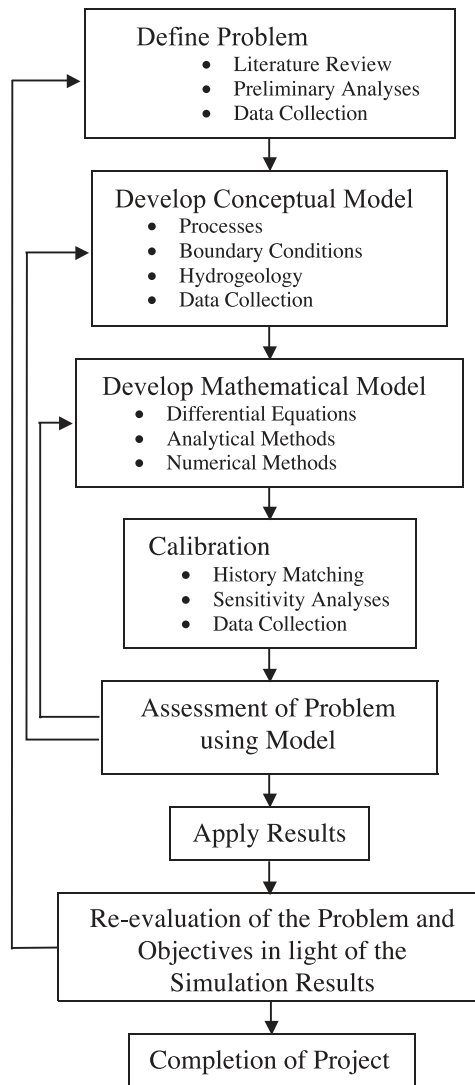 Define Problem
• Literature Review
• Preliminary Analyses
• Data Collection
Develop Conceptual Model
• Processes
• Boundary Conditions
• Hydrogeology
• Data Collection
Develop Mathematical Model
• Differential Equations
• Analytical Methods
• Numerical Methods
Calibration
• History Matching
• Sensitivity Analyses
• Data Collection
Assessment of Problem
using Model
Apply Results
Re-evaluation of the Problem and
Objectives in light of the
Simulation Results
Completion of Project